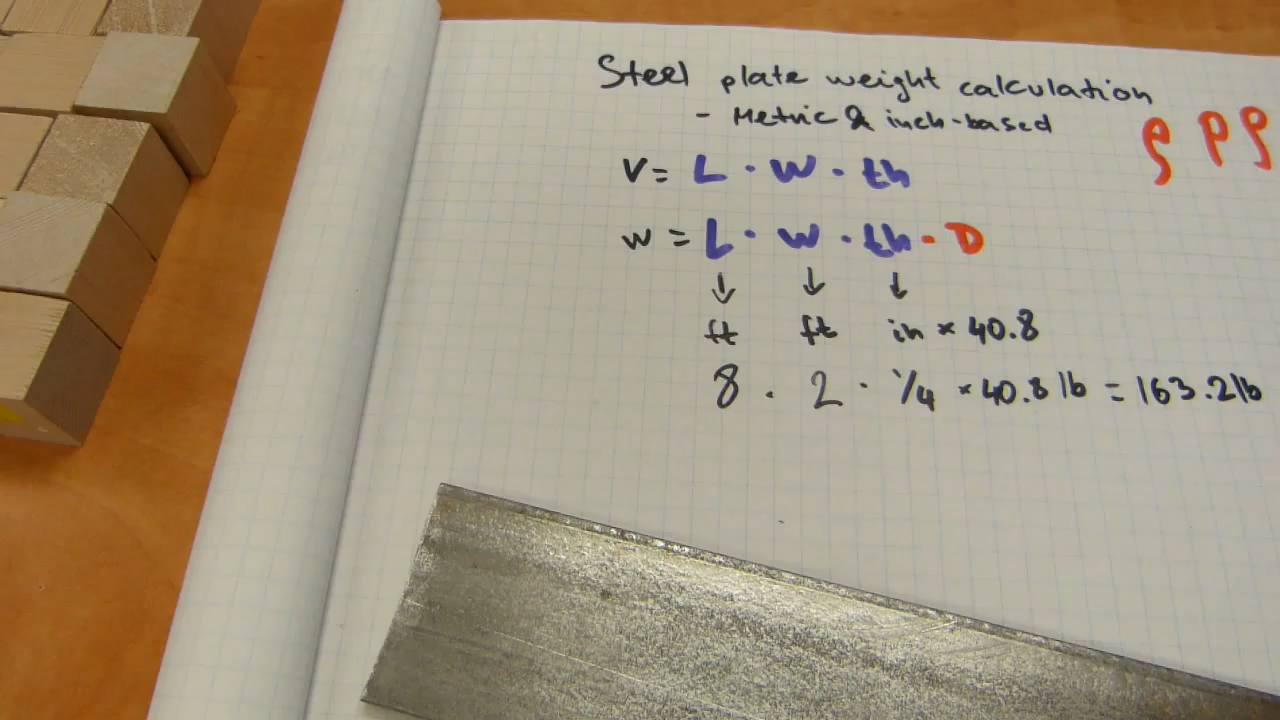 Steel plate weight calculation
- Metric & inch-based
ρ ρ ρ
V = L · W · th
w = L · W · th · D
↓ ↓ ↓
ft ft in × 40.8
8 · 2 · 1/4 × 40.8 lb = 163.2 lb